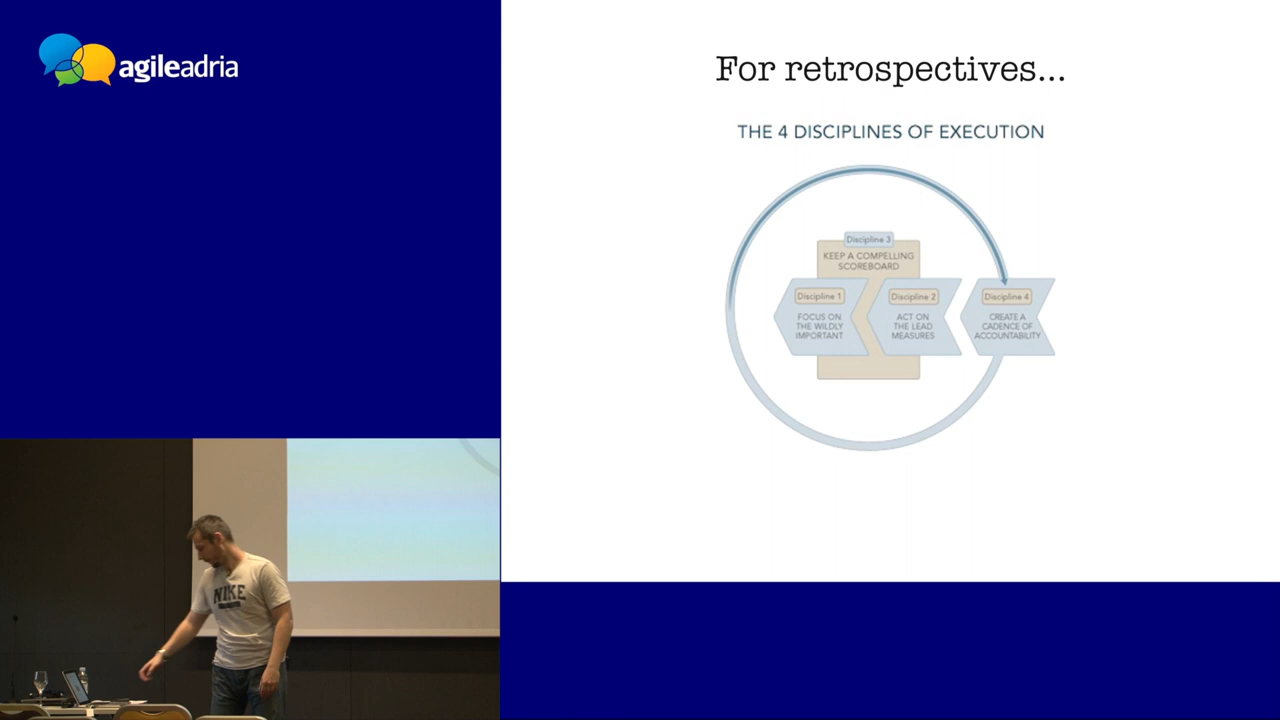 agileadria
For retrospectives...
THE 4 DISCIPLINES OF EXECUTION
Discipline 3
KEEP A COMPELLING
SCOREBOARD
Discipline 1
FOCUS ON
THE WILDLY
IMPORTANT
Discipline 2
ACT ON
THE LEAD
MEASURES
Discipline 4
CREATE A
CADENCE OF
ACCOUNTABILITY
NIKE